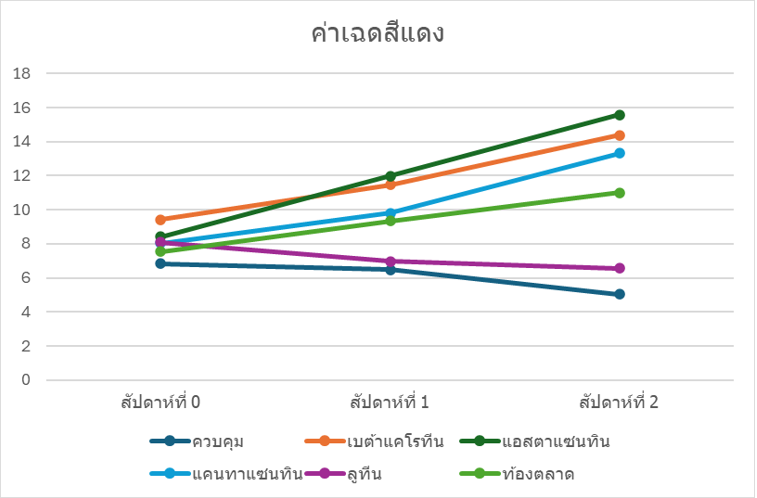 ค่าเฉดสีแดง
18
16
14
12
10
8
6
4
2
0
สัปดาห์ที่ 0 สัปดาห์ที่ 1 สัปดาห์ที่ 2
ควบคุม เบต้าแคโรทีน แอสตาแซนทิน
แคนทาแซนทิน ลูทีน ท้องตลาด